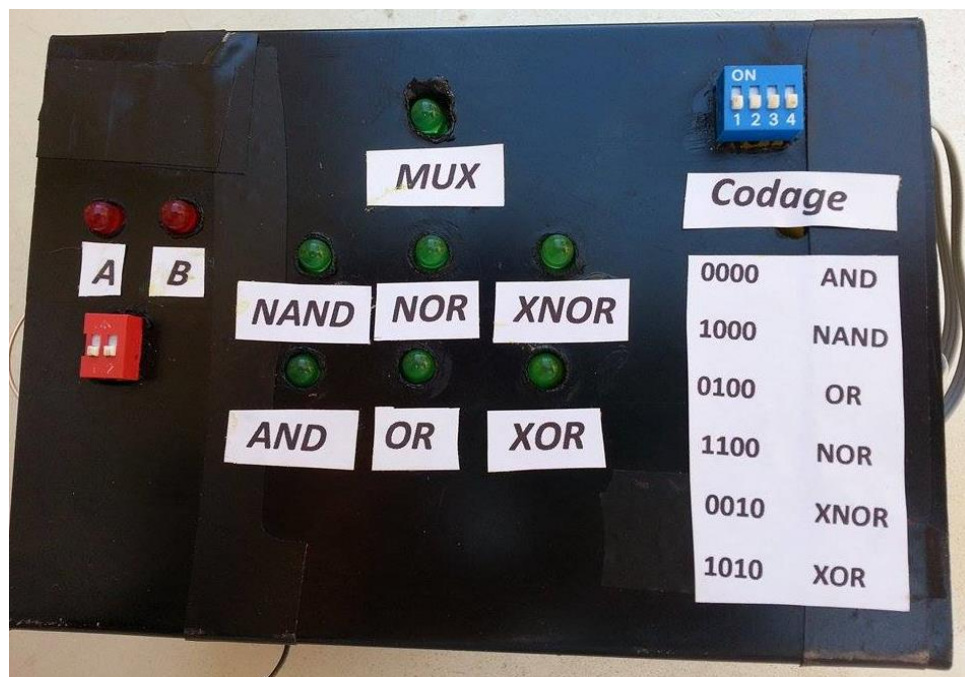 MUX
ON
1 2 3 4
Codage
A B
NAND NOR XNOR
AND OR XOR
0000 AND
1000 NAND
0100 OR
1100 NOR
0010 XNOR
1010 XOR